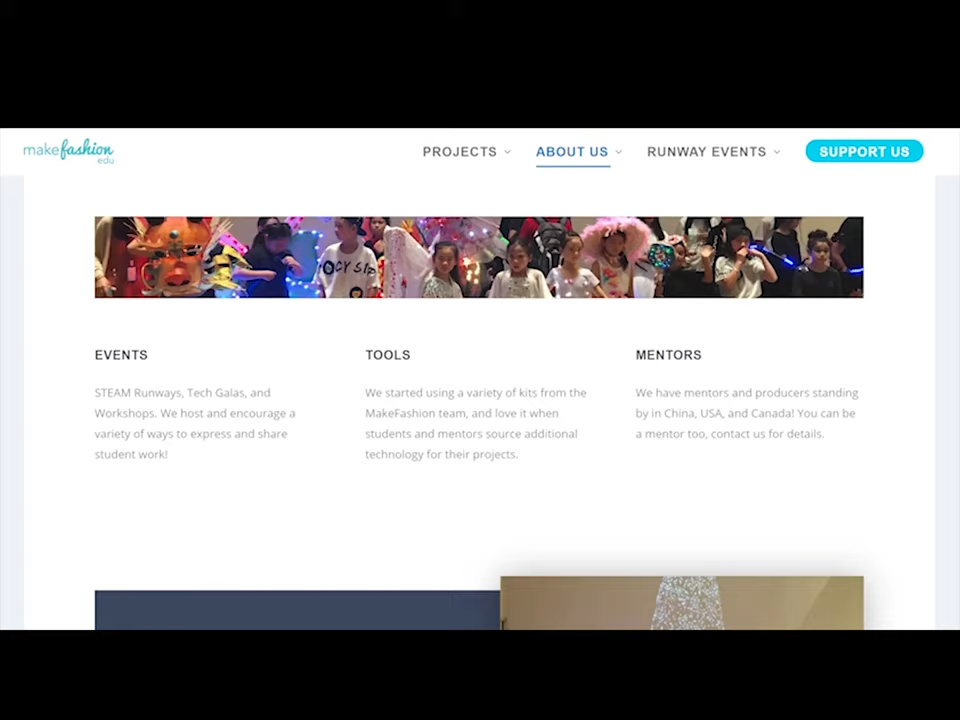 makefashion
edu
PROJECTS
ABOUT US
RUNWAY EVENTS
SUPPORT US
EVENTS
STEAM Runways, Tech Galas, and
Workshops. We host and encourage a
variety of ways to express and share
student work!
TOOLS
We started using a variety of kits from the
MakeFashion team, and love it when
students and mentors source additional
technology for their projects.
MENTORS
We have mentors and producers standing
by in China, USA, and Canada! You can be
a mentor too, contact us for details.